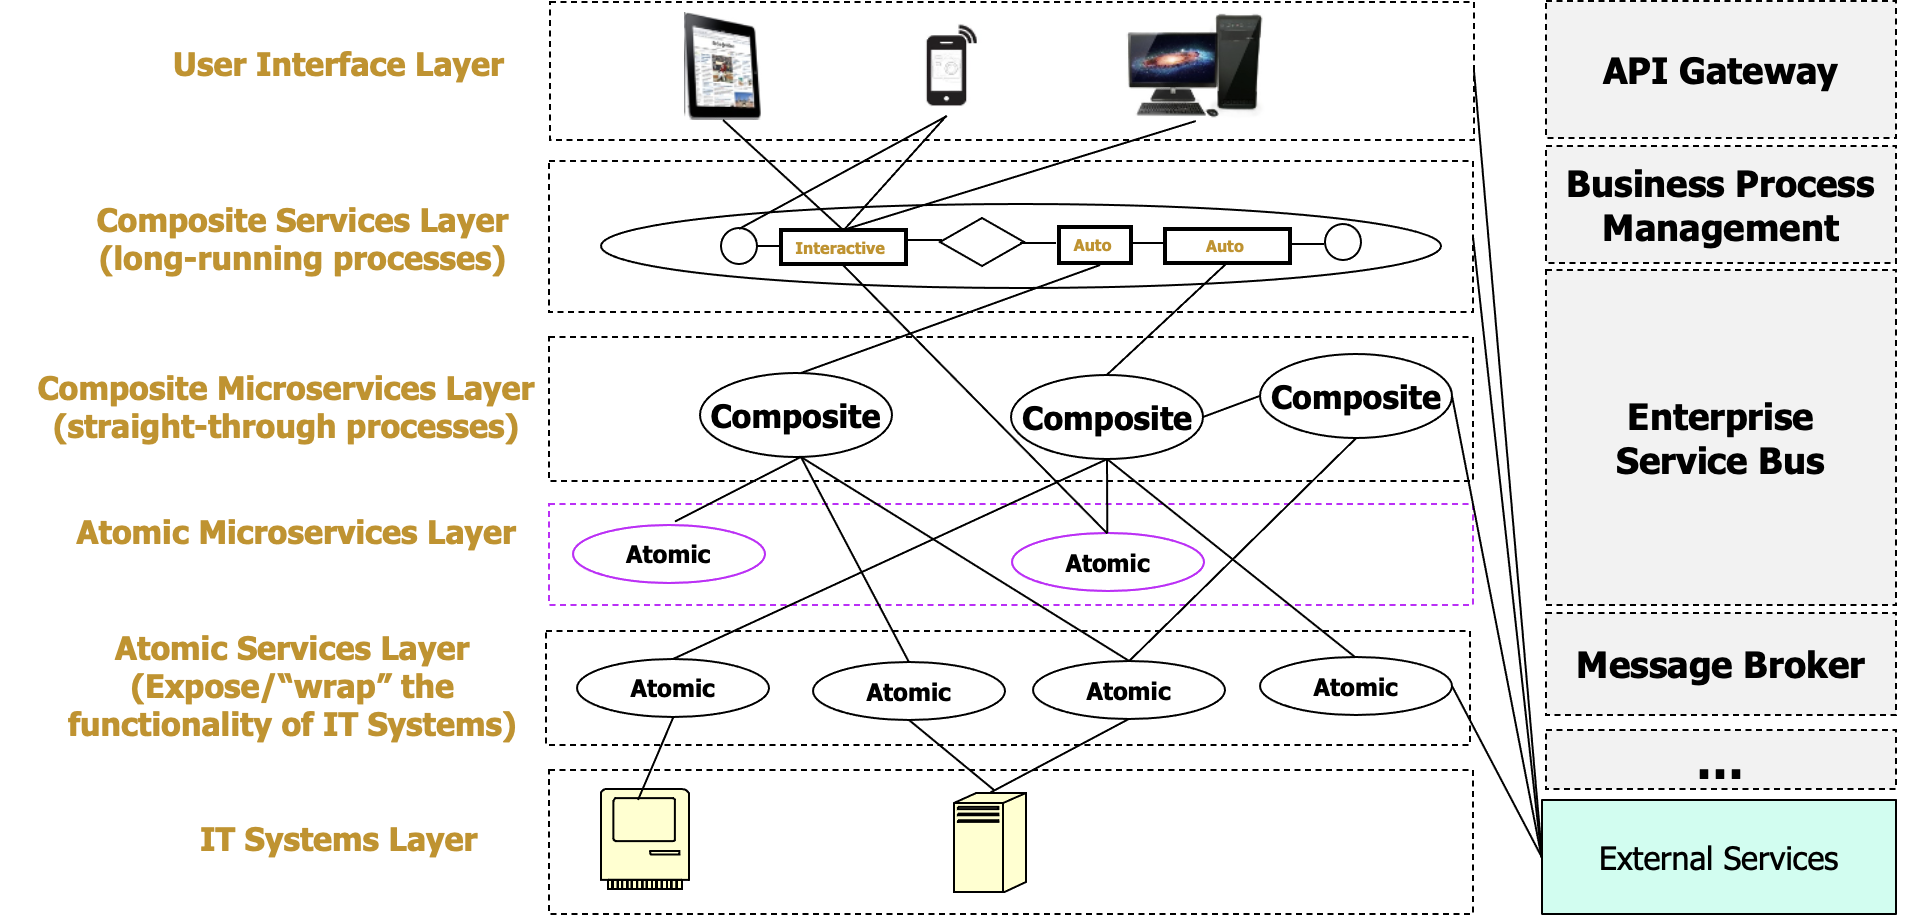 User Interface Layer
API Gateway
Composite Services Layer
(long-running processes)
Interactive
Auto
Auto
Business Process
Management
Composite Microservices Layer
(straight-through processes)
Composite
Composite
Composite
Enterprise
Service Bus
Atomic Microservices Layer
Atomic
Atomic
Atomic Services Layer
(Expose/“wrap” the
functionality of IT Systems)
Atomic
Atomic
Atomic
Atomic
Message Broker
...
IT Systems Layer
External Services